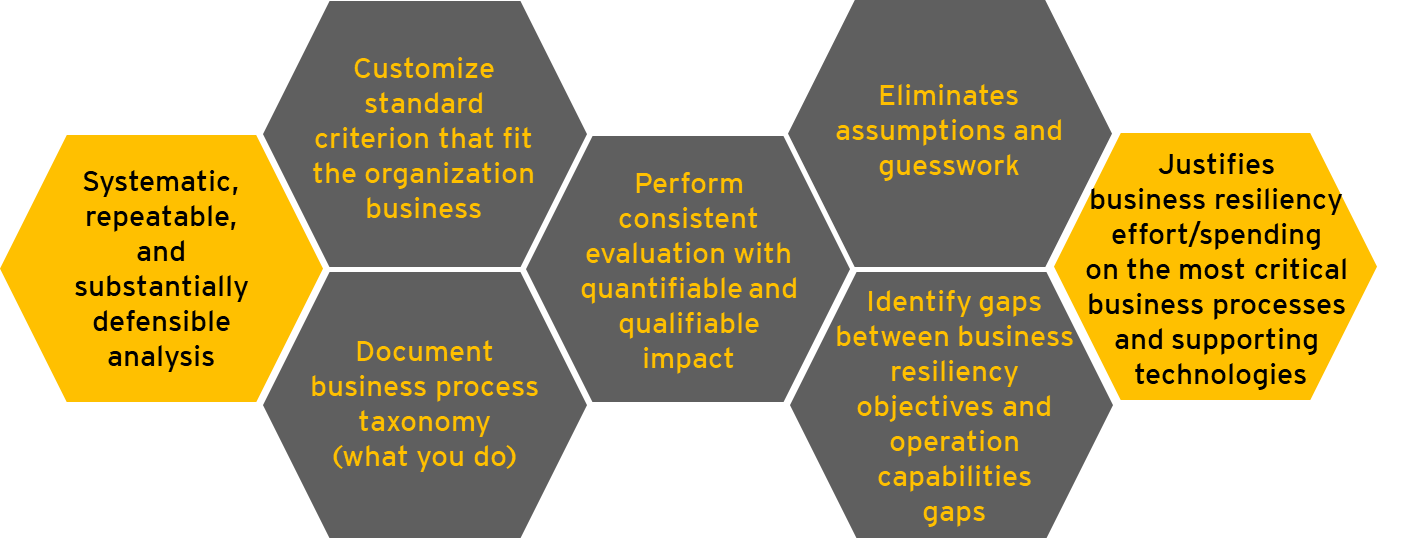 Systematic,
repeatable,
and
substantially
defensible
analysis
Customize
standard
criterion that fit
the organization
business
Document
business process
taxonomy
(what you do)
Perform
consistent
evaluation with
quantifiable and
qualifiable
impact
Eliminates
assumptions and
guesswork
Identify gaps
between business
resiliency
objectives and
operation
capabilities
gaps
Justifies
business resiliency
effort/spending
on the most critical
business processes
and supporting
technologies